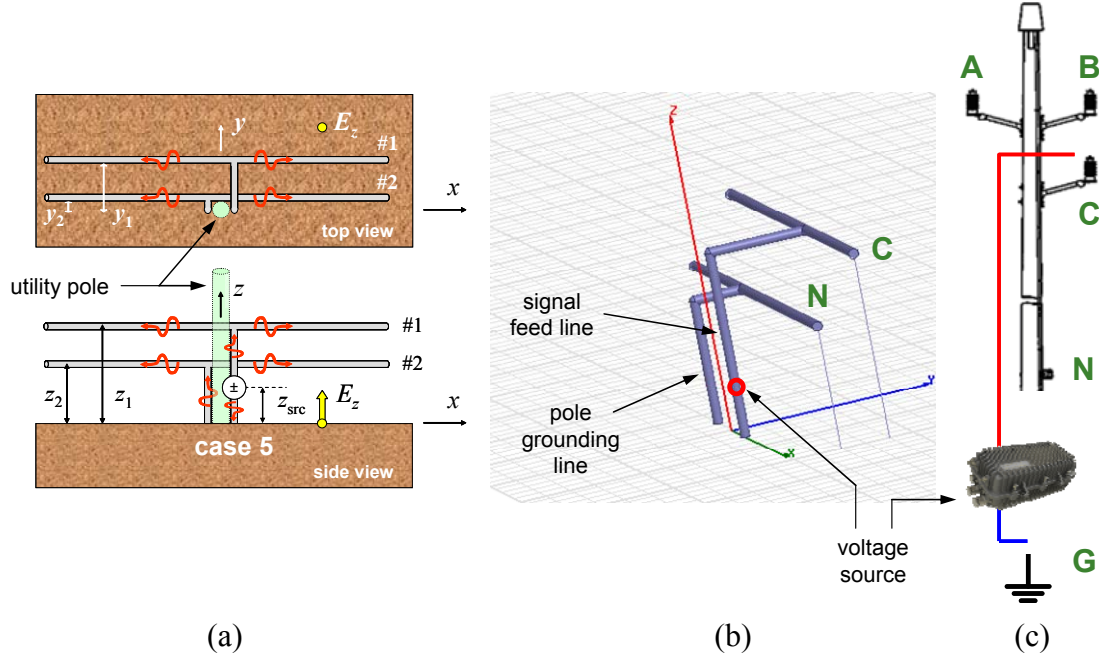 y
E_z
#1
#2
y_2
y_1
x
top view
utility pole
z
#1
#2
z_2
z_1
±
z_src
E_z
x
case 5
side view
(a)
Z
C
N
signal
feed line
pole
grounding
line
Y
X
voltage
source
(b)
A
B
C
N
G
(c)